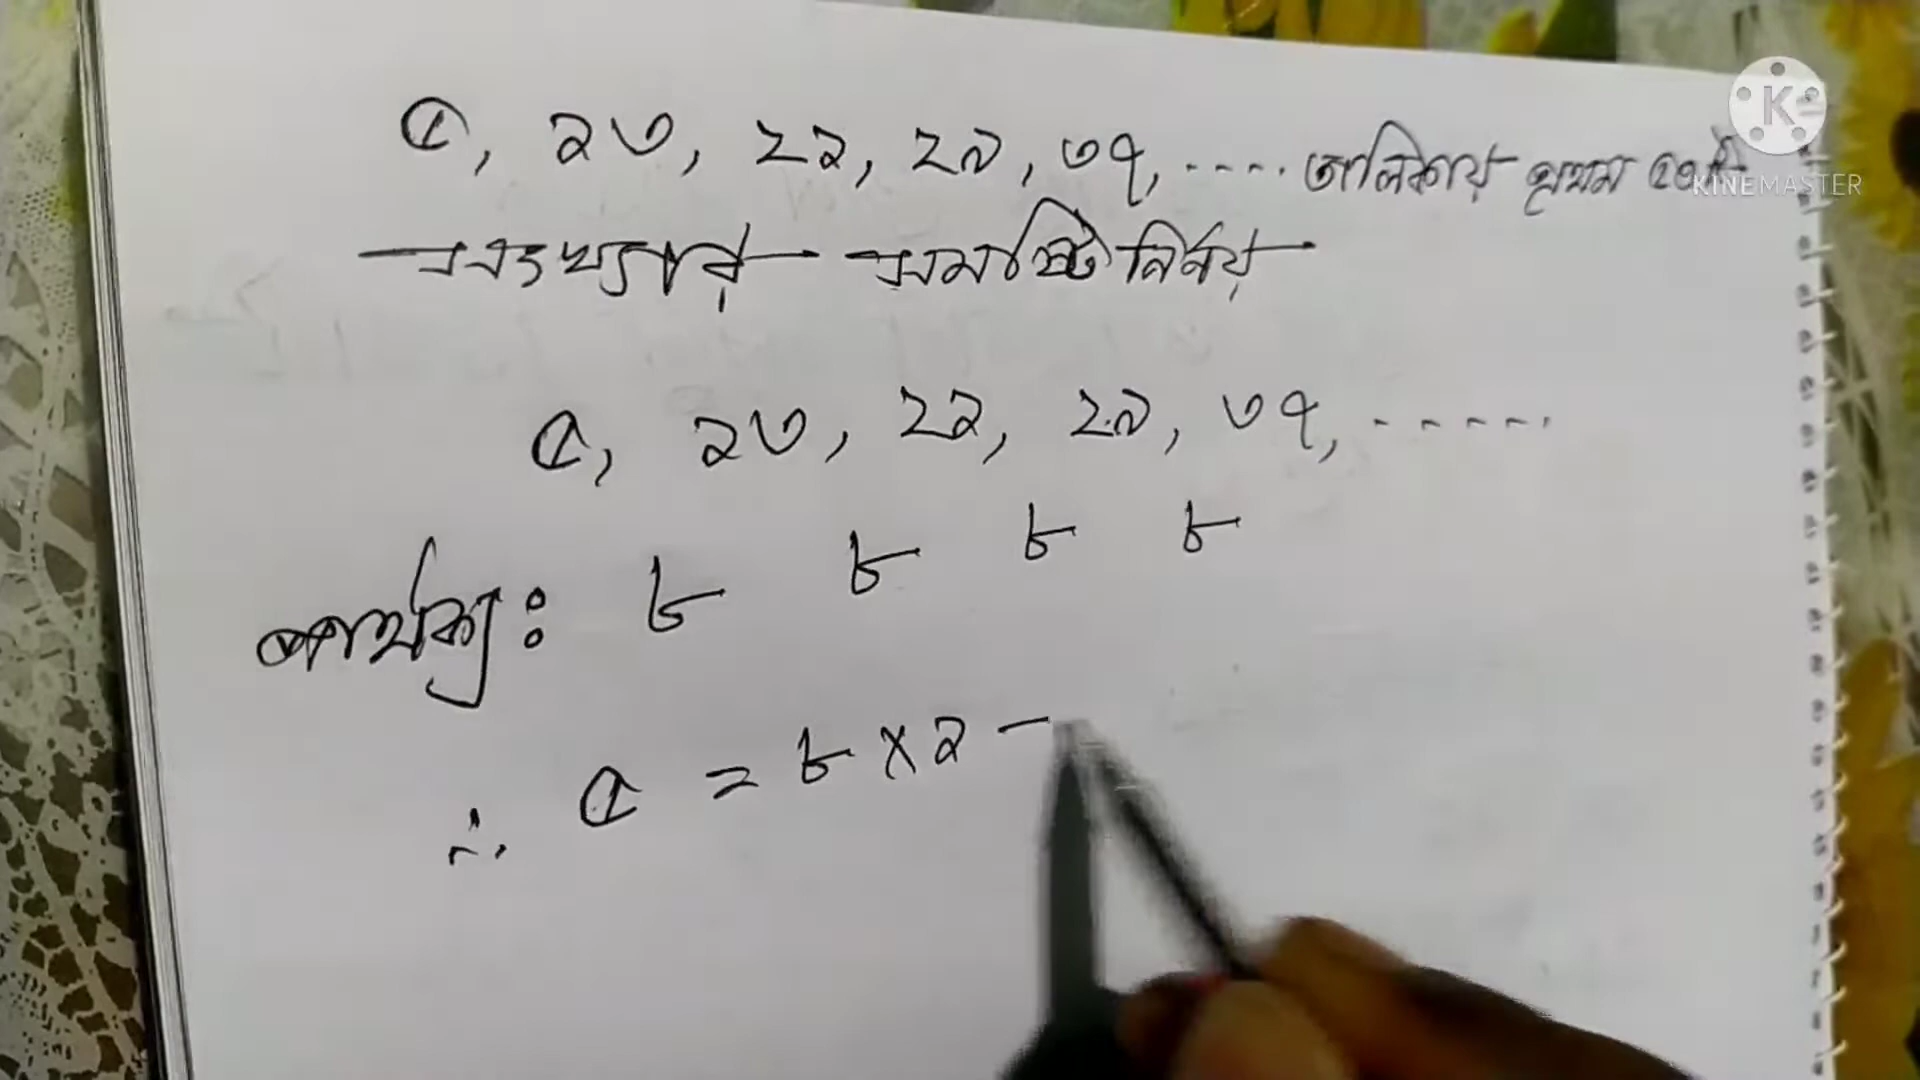 ৫, ১৩, ২১, ২৯, ৩৭, .... তালিকায় প্রথম
সংখ্যার সমষ্টি নির্ণয়
৫, ১৩, ২১, ২৯, ৩৭, .....
পার্থক্য: ৮ ৮ ৮ ৮
∴ ৫ = ৮ × ১ −
KINEMASTER